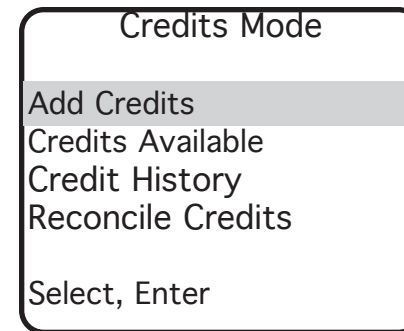 Credits Mode
Add Credits
Credits Available
Credit History
Reconcile Credits
Select, Enter